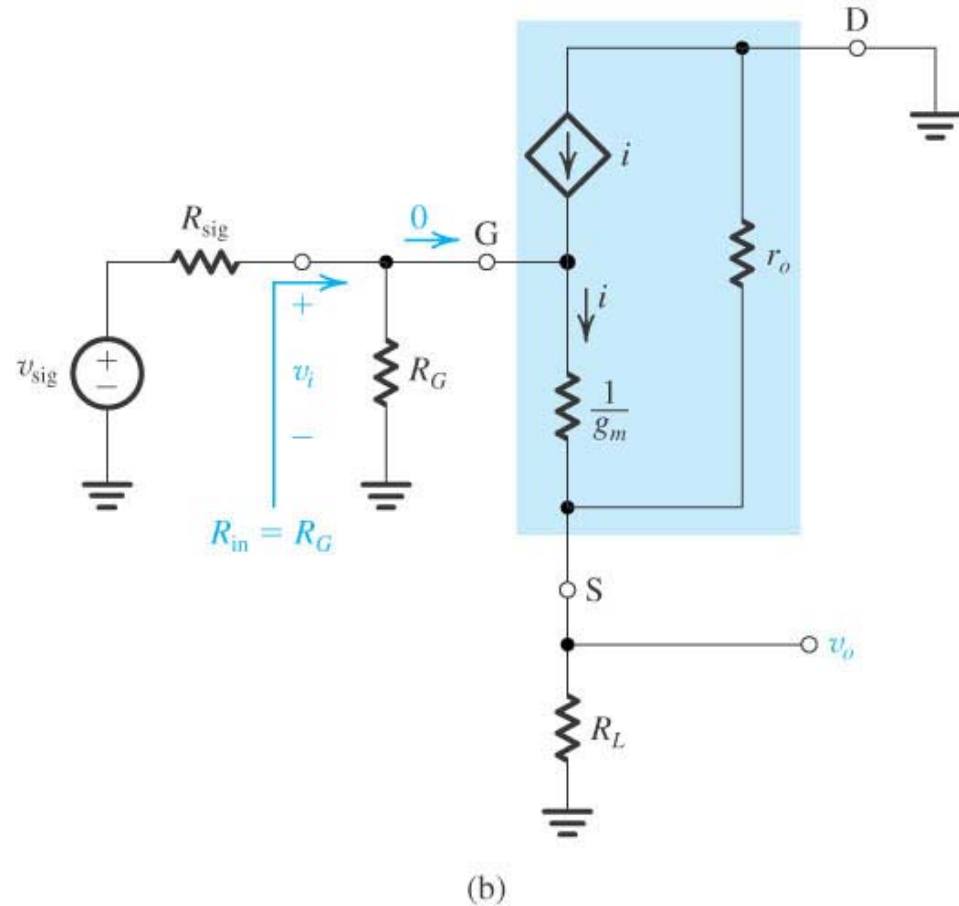 D
i
R_sig
0
G
r_o
i
+
v_sig
+
−
v_i
R_G
1/g_m
−
R_in = R_G
S
v_o
R_L
(b)